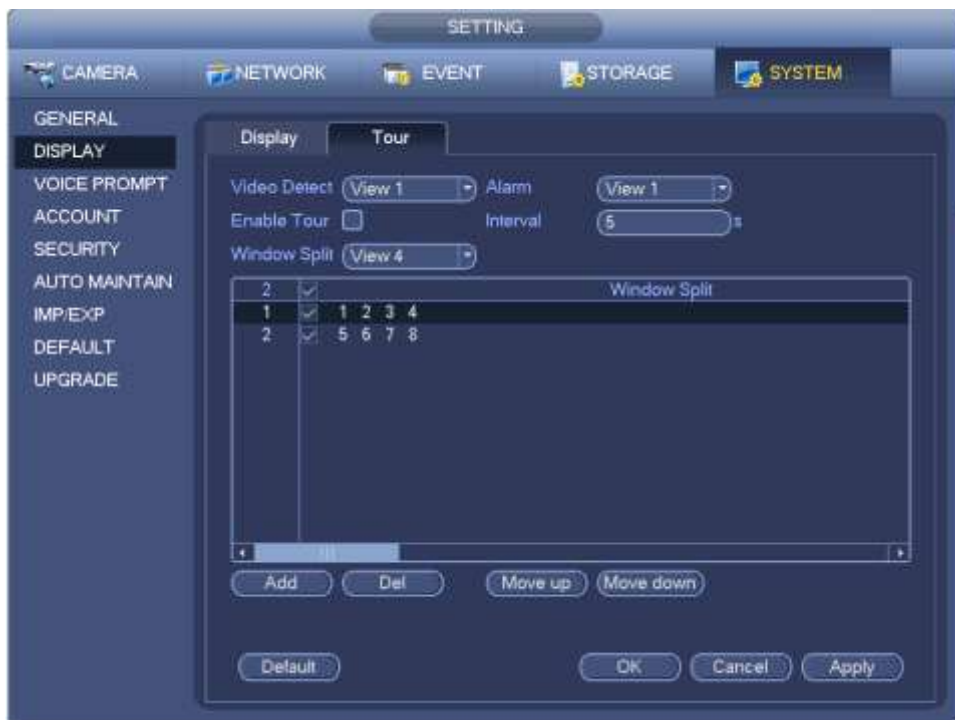 SETTING
CAMERA NETWORK EVENT STORAGE SYSTEM
GENERAL
DISPLAY
VOICE PROMPT
ACCOUNT
SECURITY
AUTO MAINTAIN
IMP/EXP
DEFAULT
UPGRADE
Display Tour
Video Detect View 1 Alarm View 1
Enable Tour Interval 5 s
Window Split View 4
2 Window Split
1 1 2 3 4
2 5 6 7 8
Add Del Move up Move down
Default OK Cancel Apply